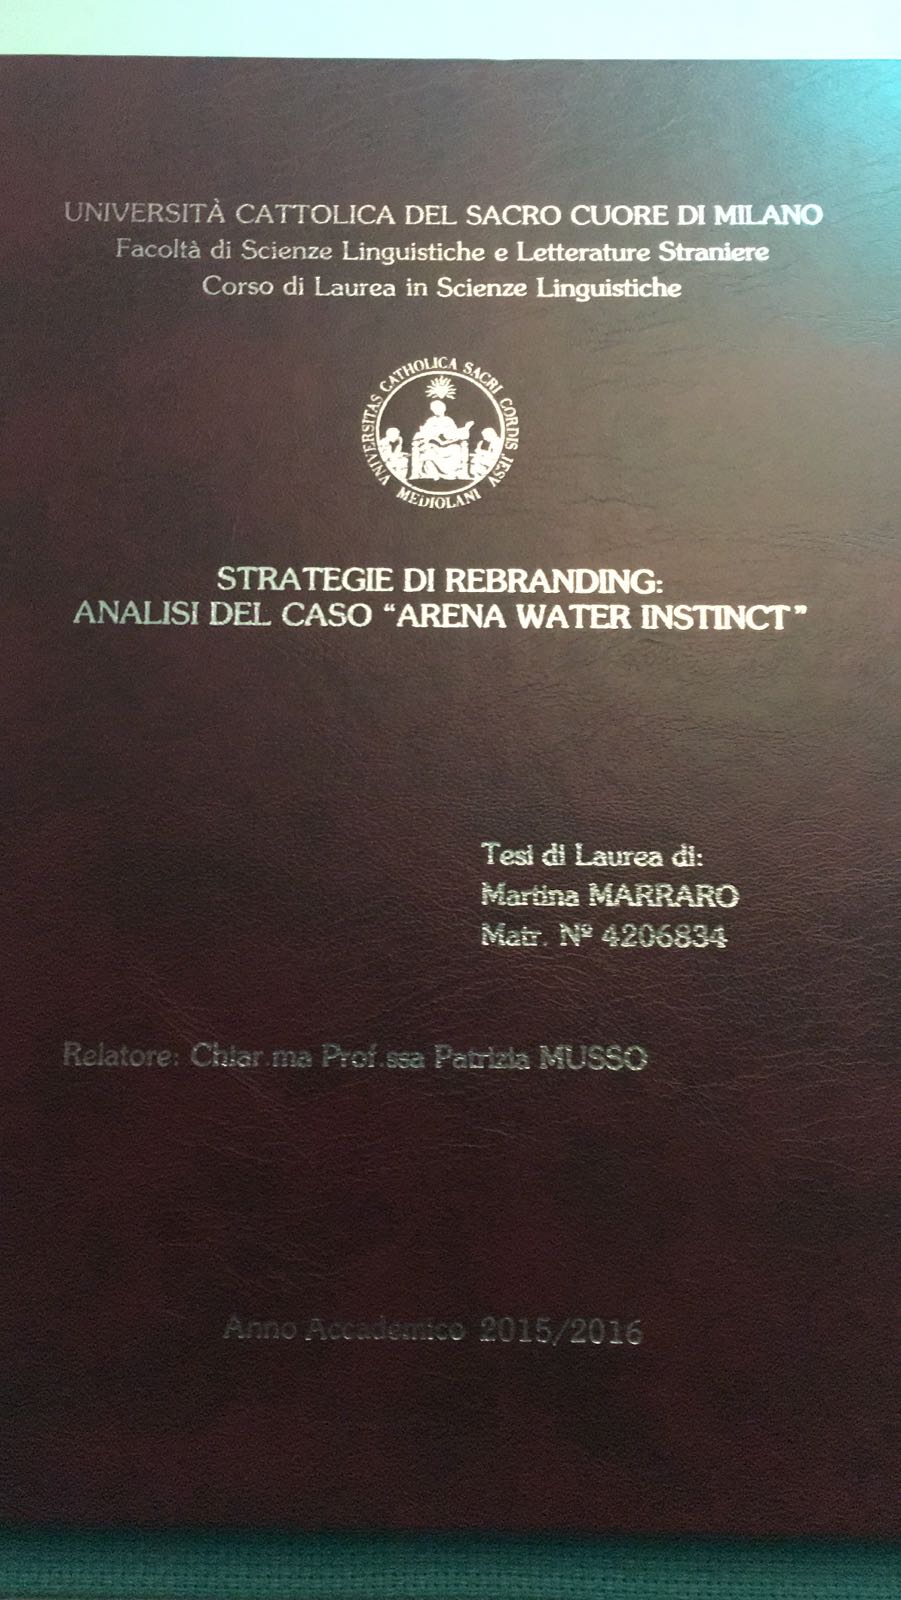 UNIVERSITÀ CATTOLICA DEL SACRO CUORE DI MILANO
Facoltà di Scienze Linguistiche e Letterature Straniere
Corso di Laurea in Scienze Linguistiche
UNIVERSITAS CATHOLICA SACRI CORDIS JESV
MEDIOLANI
STRATEGIE DI REBRANDING:
ANALISI DEL CASO “ARENA WATER INSTINCT”
Tesi di Laurea di:
Martina MARRARO
Matr. Nº 4206834
Relatore: Chiar.ma Prof.ssa Patrizia MUSSO
Anno Accademico 2015/2016